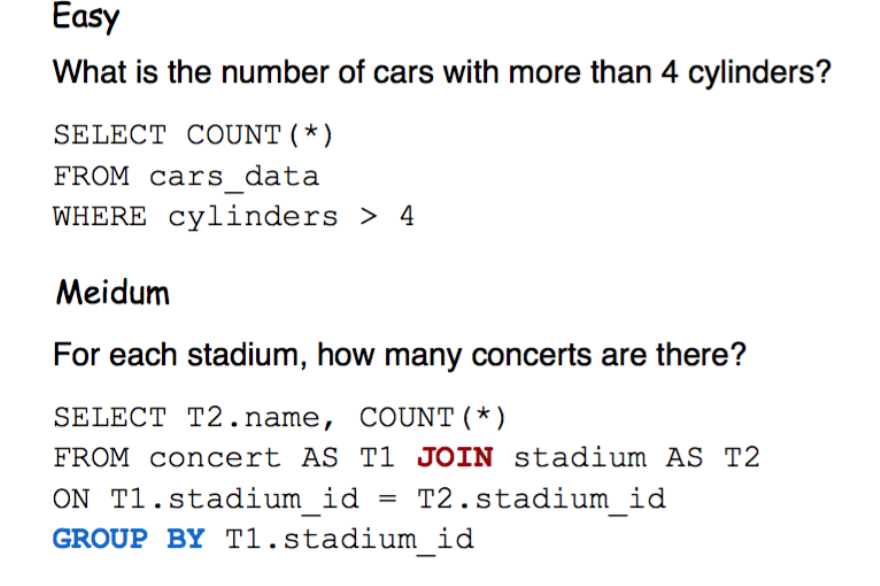 Easy
What is the number of cars with more than 4 cylinders?
SELECT COUNT(*)
FROM cars_data
WHERE cylinders > 4
Meidum
For each stadium, how many concerts are there?
SELECT T2.name, COUNT(*)
FROM concert AS T1 JOIN stadium AS T2
ON T1.stadium_id = T2.stadium_id
GROUP BY T1.stadium_id